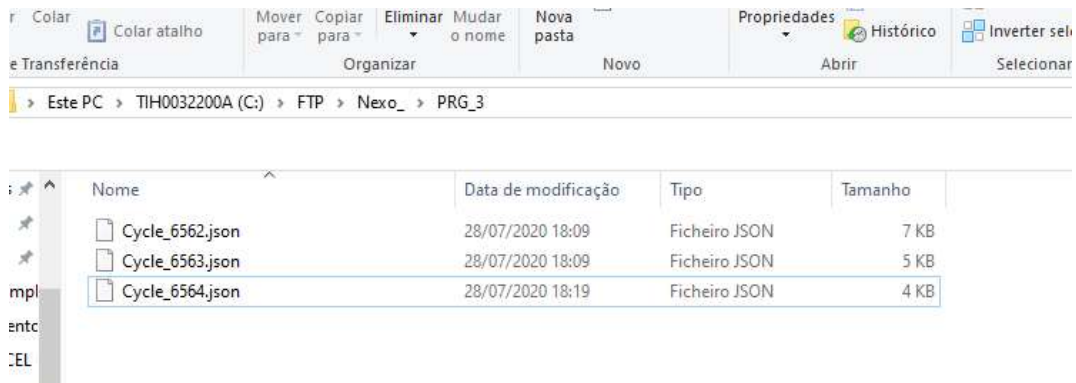 Colar Mover Copiar Eliminar Mudar Nova Propriedades
Colar atalho para para o nome pasta Histórico Inverter sel
e Transferência Organizar Novo Abrir Selecionar
Este PC > TIH0032200A (C:) > FTP > Nexo_ > PRG_3
Nome Data de modificação Tipo Tamanho
Cycle_6562.json 28/07/2020 18:09 Ficheiro JSON 7 KB
Cycle_6563.json 28/07/2020 18:09 Ficheiro JSON 5 KB
Cycle_6564.json 28/07/2020 18:19 Ficheiro JSON 4 KB
mpl
ento
CEL